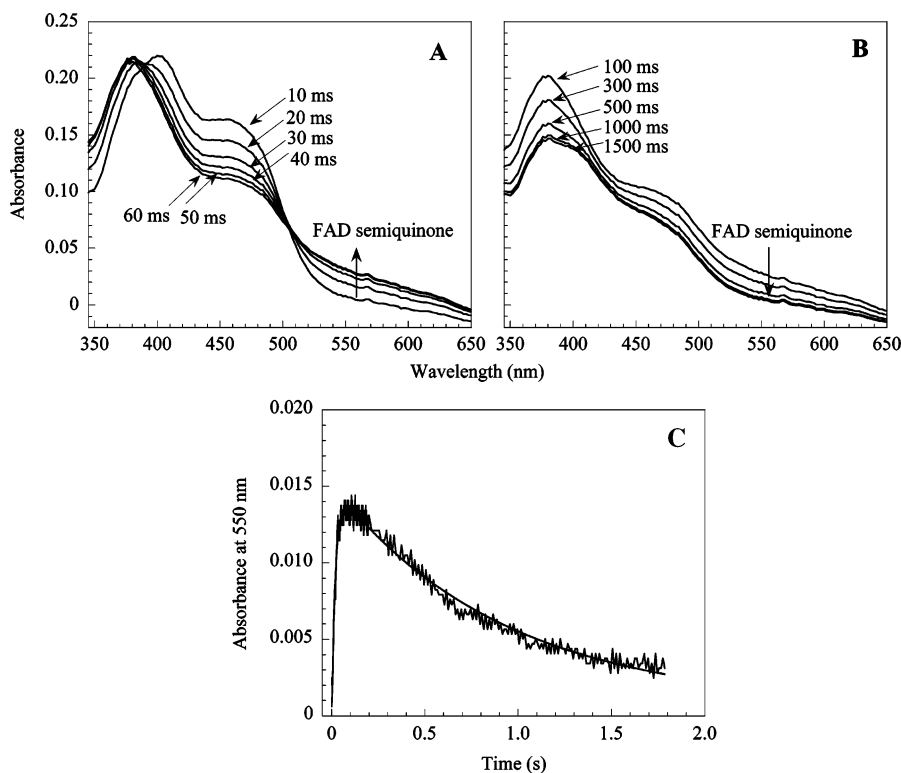 A
B
0.25
0.20
0.15
0.10
0.05
0
Absorbance
10 ms
20 ms
30 ms
40 ms
60 ms
50 ms
FAD semiquinone
350 400 450 500 550 600 650
100 ms
300 ms
500 ms
1000 ms
1500 ms
FAD semiquinone
350 400 450 500 550 600 650
Wavelength (nm)
C
0.020
0.015
0.010
0.005
0
Absorbance at 550 nm
0 0.5 1.0 1.5 2.0
Time (s)